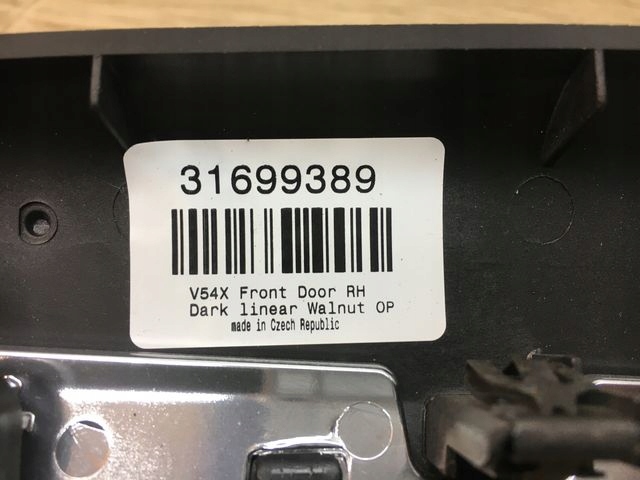 31699389
V54X Front Door RH
Dark linear Walnut OP
made in Czech Republic